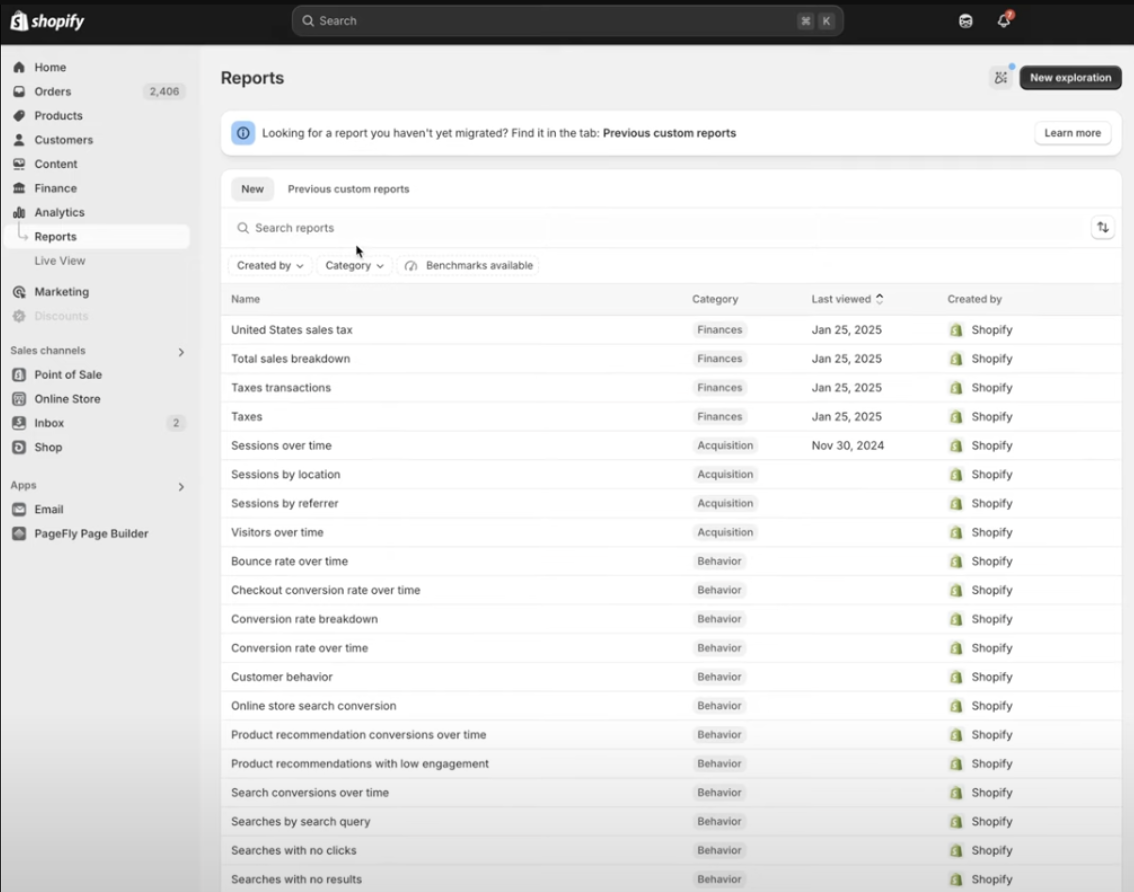 shopify
Search ⌘ K
Home
Orders 2,406
Products
Customers
Content
Finance
Analytics
Reports
Live View
Marketing
Discounts
Sales channels
Point of Sale
Online Store
Inbox 2
Shop
Apps
Email
PageFly Page Builder
Reports
New exploration
Looking for a report you haven't yet migrated? Find it in the tab: Previous custom reports Learn more
New Previous custom reports
Search reports
Created by Category Benchmarks available
Name Category Last viewed Created by
United States sales tax Finances Jan 25, 2025 Shopify
Total sales breakdown Finances Jan 25, 2025 Shopify
Taxes transactions Finances Jan 25, 2025 Shopify
Taxes Finances Jan 25, 2025 Shopify
Sessions over time Acquisition Nov 30, 2024 Shopify
Sessions by location Acquisition Shopify
Sessions by referrer Acquisition Shopify
Visitors over time Acquisition Shopify
Bounce rate over time Behavior Shopify
Checkout conversion rate over time Behavior Shopify
Conversion rate breakdown Behavior Shopify
Conversion rate over time Behavior Shopify
Customer behavior Behavior Shopify
Online store search conversion Behavior Shopify
Product recommendation conversions over time Behavior Shopify
Product recommendations with low engagement Behavior Shopify
Search conversions over time Behavior Shopify
Searches by search query Behavior Shopify
Searches with no clicks Behavior Shopify
Searches with no results Behavior Shopify